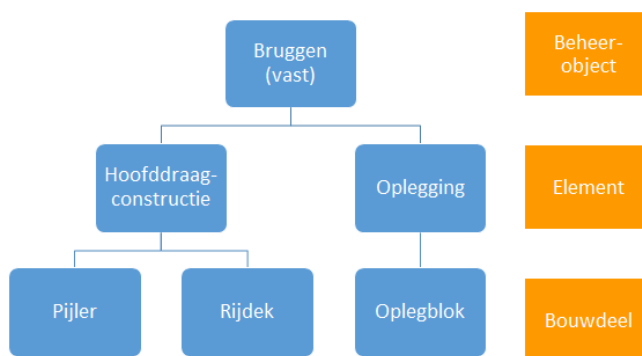 Bruggen
(vast)
Beheer-
object
Hoofddraag-
constructie
Oplegging
Element
Pijler
Rijdek
Oplegblok
Bouwdeel